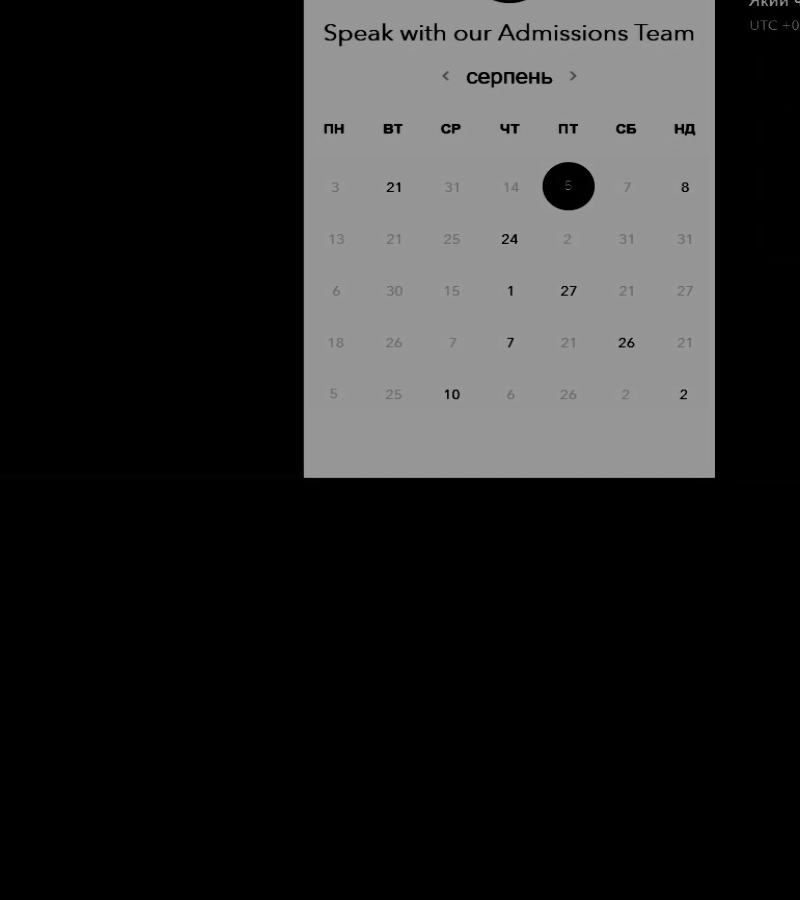 Speak with our Admissions Team
< серпень >
ПН ВТ СР ЧТ ПТ СБ НД
3 21 31 14 5 7 8
13 21 25 24 2 31 31
6 30 15 1 27 21 27
18 26 7 7 21 26 21
5 25 10 6 26 2 2
Який
UTC +0